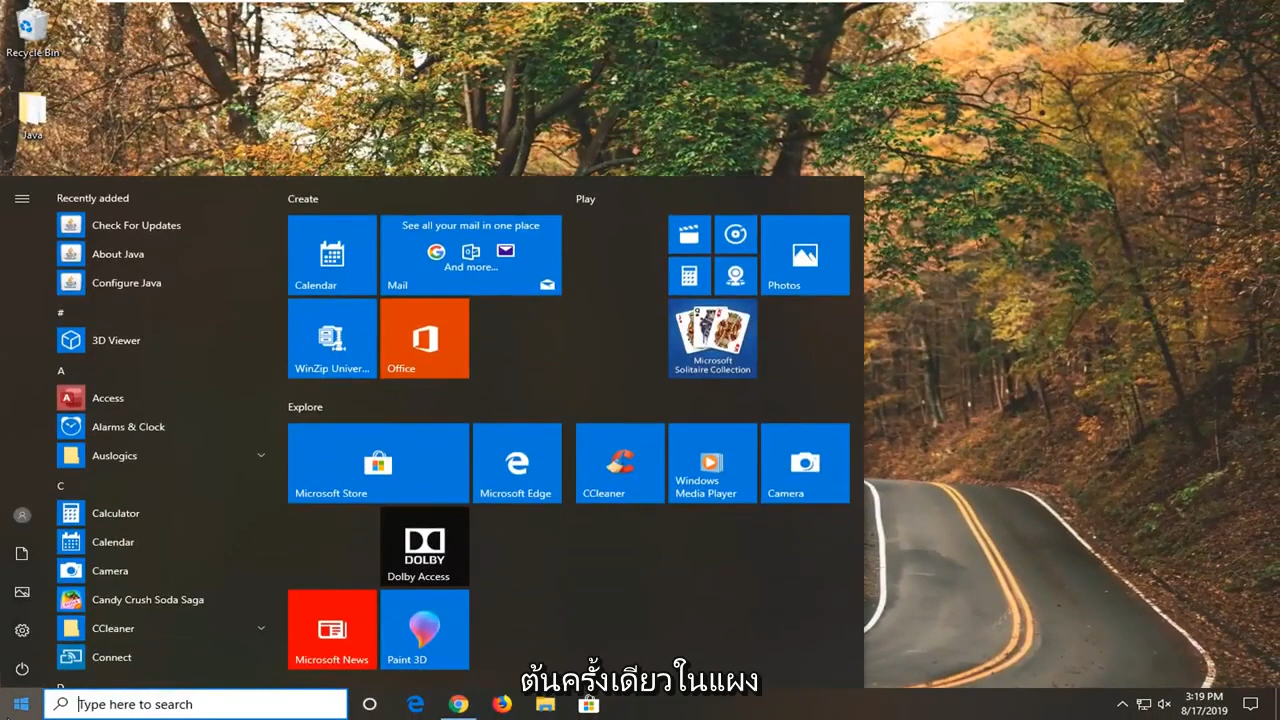 Recycle Bin
Java
Recently added
Check For Updates
About Java
Configure Java
#
3D Viewer
A
Access
Alarms & Clock
Auslogics
C
Calculator
Calendar
Camera
Candy Crush Soda Saga
CCleaner
Connect
Create
Calendar
See all your mail in one place
And more...
Mail
WinZip Univer...
Office
Explore
Microsoft Store
Microsoft Edge
DOLBY
Dolby Access
Microsoft News
Paint 3D
Play
Photos
Microsoft
Solitaire Collection
CCleaner
Windows
Media Player
Camera
ต้นครั้งเดียวในแผง
Type here to search
3:19 PM
8/17/2019